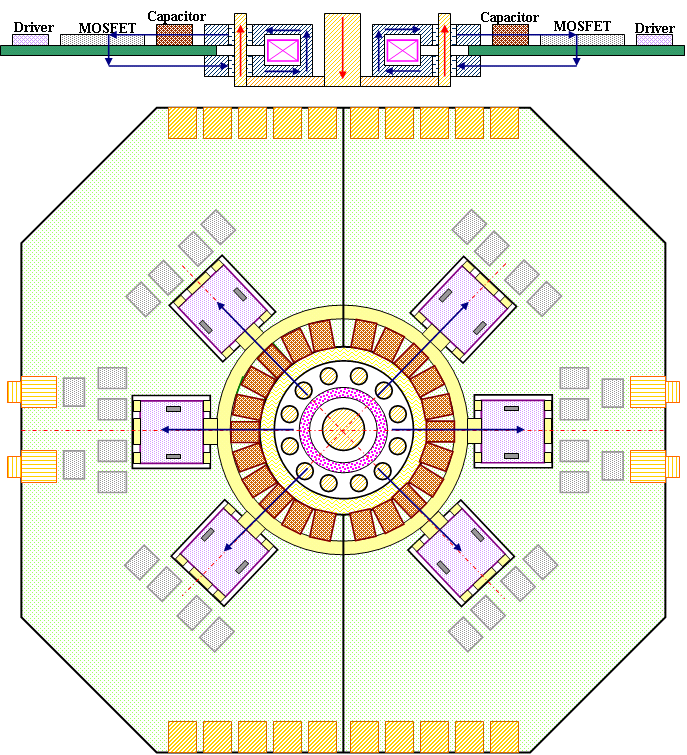 Driver
MOSFET
Capacitor
Capacitor
MOSFET
Driver